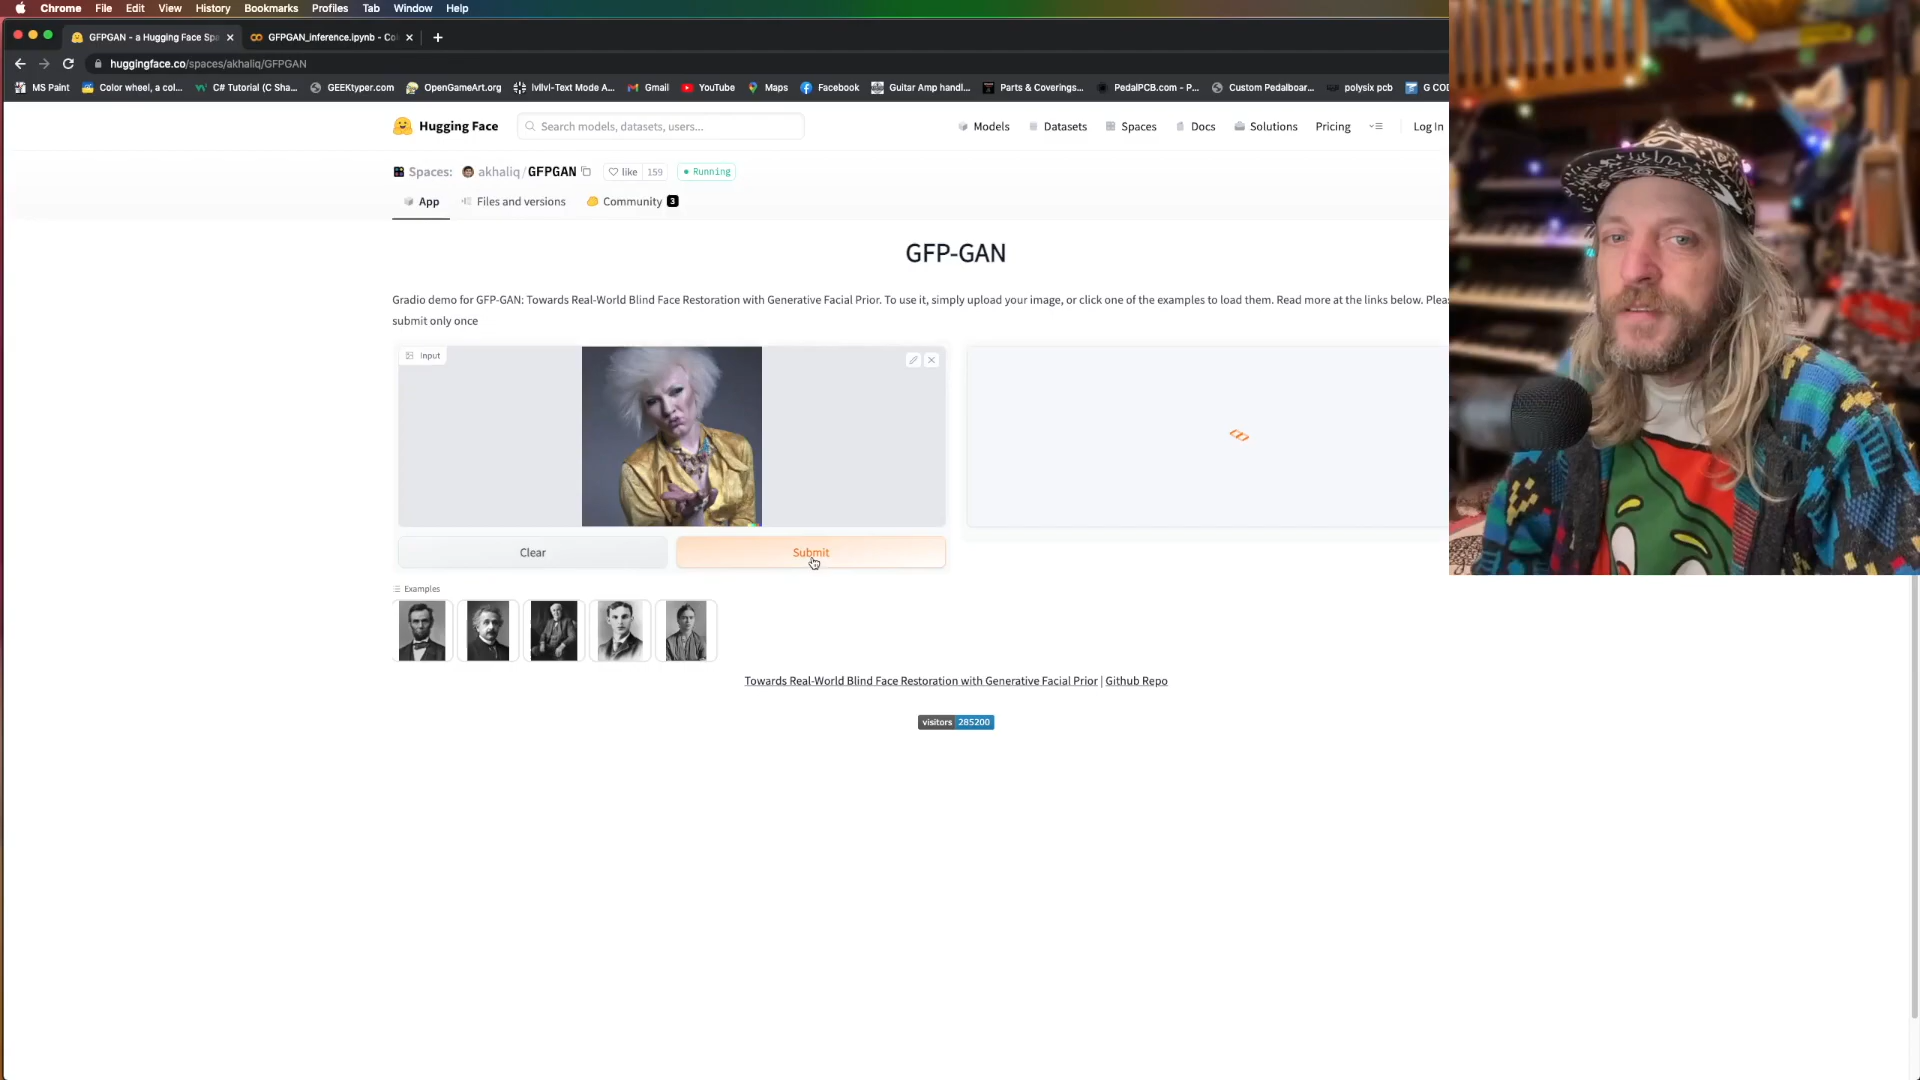 Chrome File Edit View History Bookmarks Profiles Tab Window Help
GFPGAN - a Hugging Face Spa
GFPGAN_inference.ipynb - Co
huggingface.co/spaces/akhaliq/GFPGAN
MS Paint Color wheel, a col... C# Tutorial (C Sha... GEEKtyper.com OpenGameArt.org lvllvl-Text Mode A... Gmail YouTube Maps Facebook Guitar Amp handl... Parts & Coverings... PedalPCB.com - P... Custom Pedalboar... polysix pcb G COD
Hugging Face Search models, datasets, users... Models Datasets Spaces Docs Solutions Pricing Log In
Spaces: akhaliq/GFPGAN like 159 Running
App Files and versions Community 3
GFP-GAN
Gradio demo for GFP-GAN: Towards Real-World Blind Face Restoration with Generative Facial Prior. To use it, simply upload your image, or click one of the examples to load them. Read more at the links below. Plea
submit only once
Input
Clear Submit
Examples
Towards Real-World Blind Face Restoration with Generative Facial Prior | Github Repo
visitors 285200